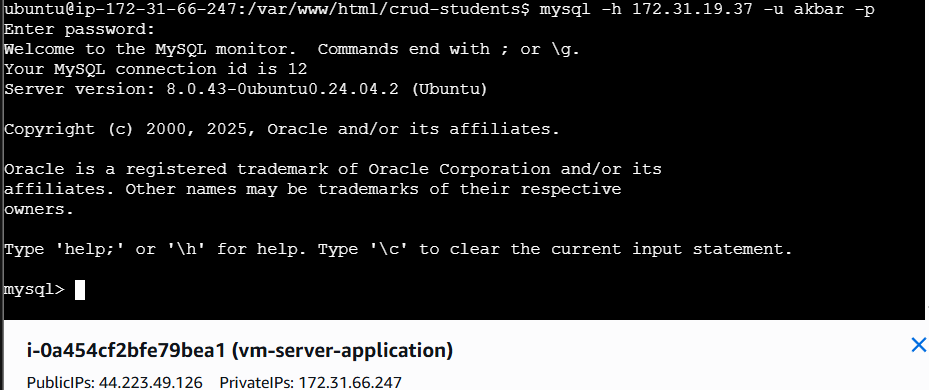 ubuntu@ip-172-31-66-247:/var/www/html/crud-students$ mysql -h 172.31.19.37 -u akbar -p
Enter password:
Welcome to the MySQL monitor.  Commands end with ; or \g.
Your MySQL connection id is 12
Server version: 8.0.43-0ubuntu0.24.04.2 (Ubuntu)

Copyright (c) 2000, 2025, Oracle and/or its affiliates.

Oracle is a registered trademark of Oracle Corporation and/or its
affiliates. Other names may be trademarks of their respective
owners.

Type 'help;' or '\h' for help. Type '\c' to clear the current input statement.

mysql>
i-0a454cf2bfe79bea1 (vm-server-application)
PublicIPs: 44.223.49.126    PrivateIPs: 172.31.66.247